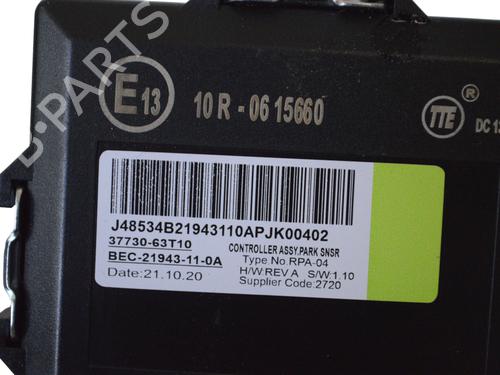 B-PARTS
E13
10 R - 06 15660
TTE ®
DC 1
J48534B21943110APJK00402
37730-63T10
CONTROLLER ASSY.PARK SNSR
BEC-21943-11-0A
Type.No.RPA-04
H/W:REV A S/W:1.10
Date:21.10.20
Supplier Code:2720